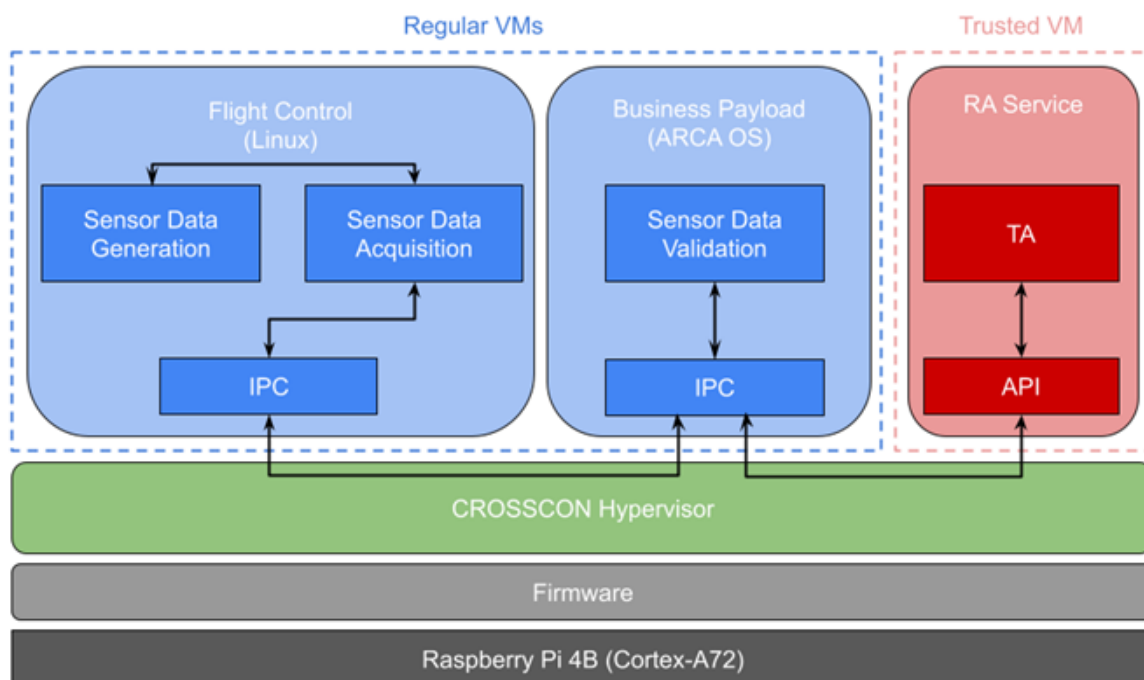 Regular VMs
Trusted VM
Flight Control
(Linux)
Business Payload
(ARCA OS)
RA Service
Sensor Data
Generation
Sensor Data
Acquisition
Sensor Data
Validation
TA
IPC
IPC
API
CROSSCON Hypervisor
Firmware
Raspberry Pi 4B (Cortex-A72)